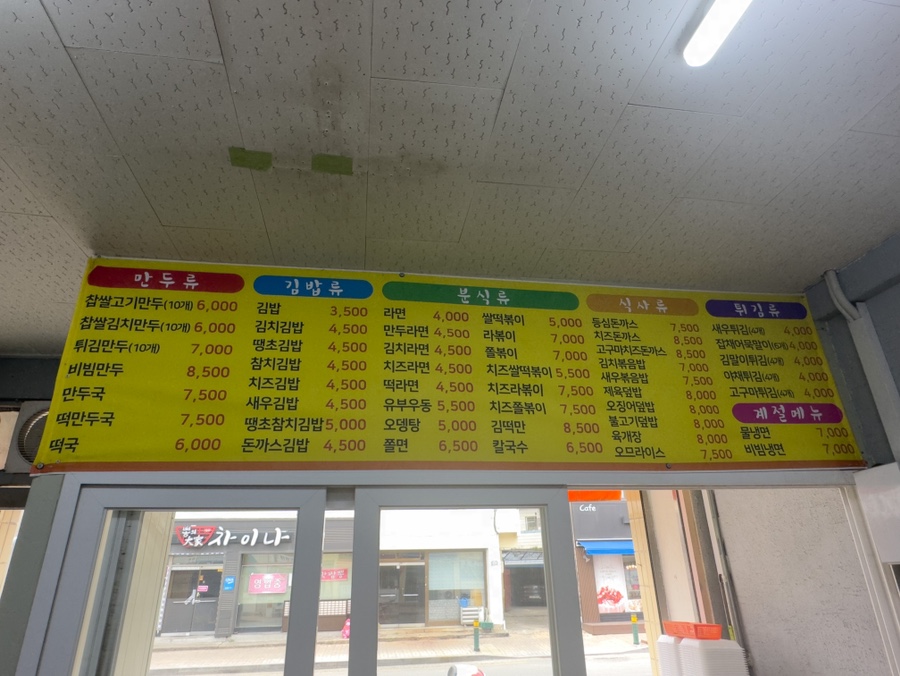 만두류
찹쌀고기만두(10개) 6,000
찹쌀김치만두(10개) 6,000
튀김만두(10개) 7,000
비빔만두 8,500
만두국 7,500
떡만두국 7,500
떡국 6,000
김밥류
김밥 3,500
김치김밥 4,500
땡초김밥 4,500
참치김밥 4,500
치즈김밥 4,500
새우김밥 4,500
땡초참치김밥 5,000
돈까스김밥 4,500
분식류
라면 4,000
만두라면 4,500
김치라면 4,500
치즈라면 4,500
떡라면 4,500
유부우동 5,500
오뎅탕 5,000
쫄면 6,500
쌀떡볶이 5,000
라볶이 7,000
쫄볶이 7,000
치즈쌀떡볶이 5,500
치즈라볶이 7,500
치즈쫄볶이 7,500
김떡만 8,500
칼국수 6,500
식사류
등심돈까스 7,500
치즈돈까스 8,500
고구마치즈돈까스 8,500
김치볶음밥 7,000
새우볶음밥 7,500
제육덮밥 8,000
오징어덮밥 8,000
불고기덮밥 8,000
육개장 8,000
오므라이스 7,500
튀김류
새우튀김(4개) 4,000
잡채어묵말이(6개) 4,000
김말이튀김(4개) 4,000
야채튀김(4개) 4,000
고구마튀김(4개) 4,000
계절메뉴
물냉면 7,000
비빔냉면 7,000
차이나
大家
영업중
Cafe